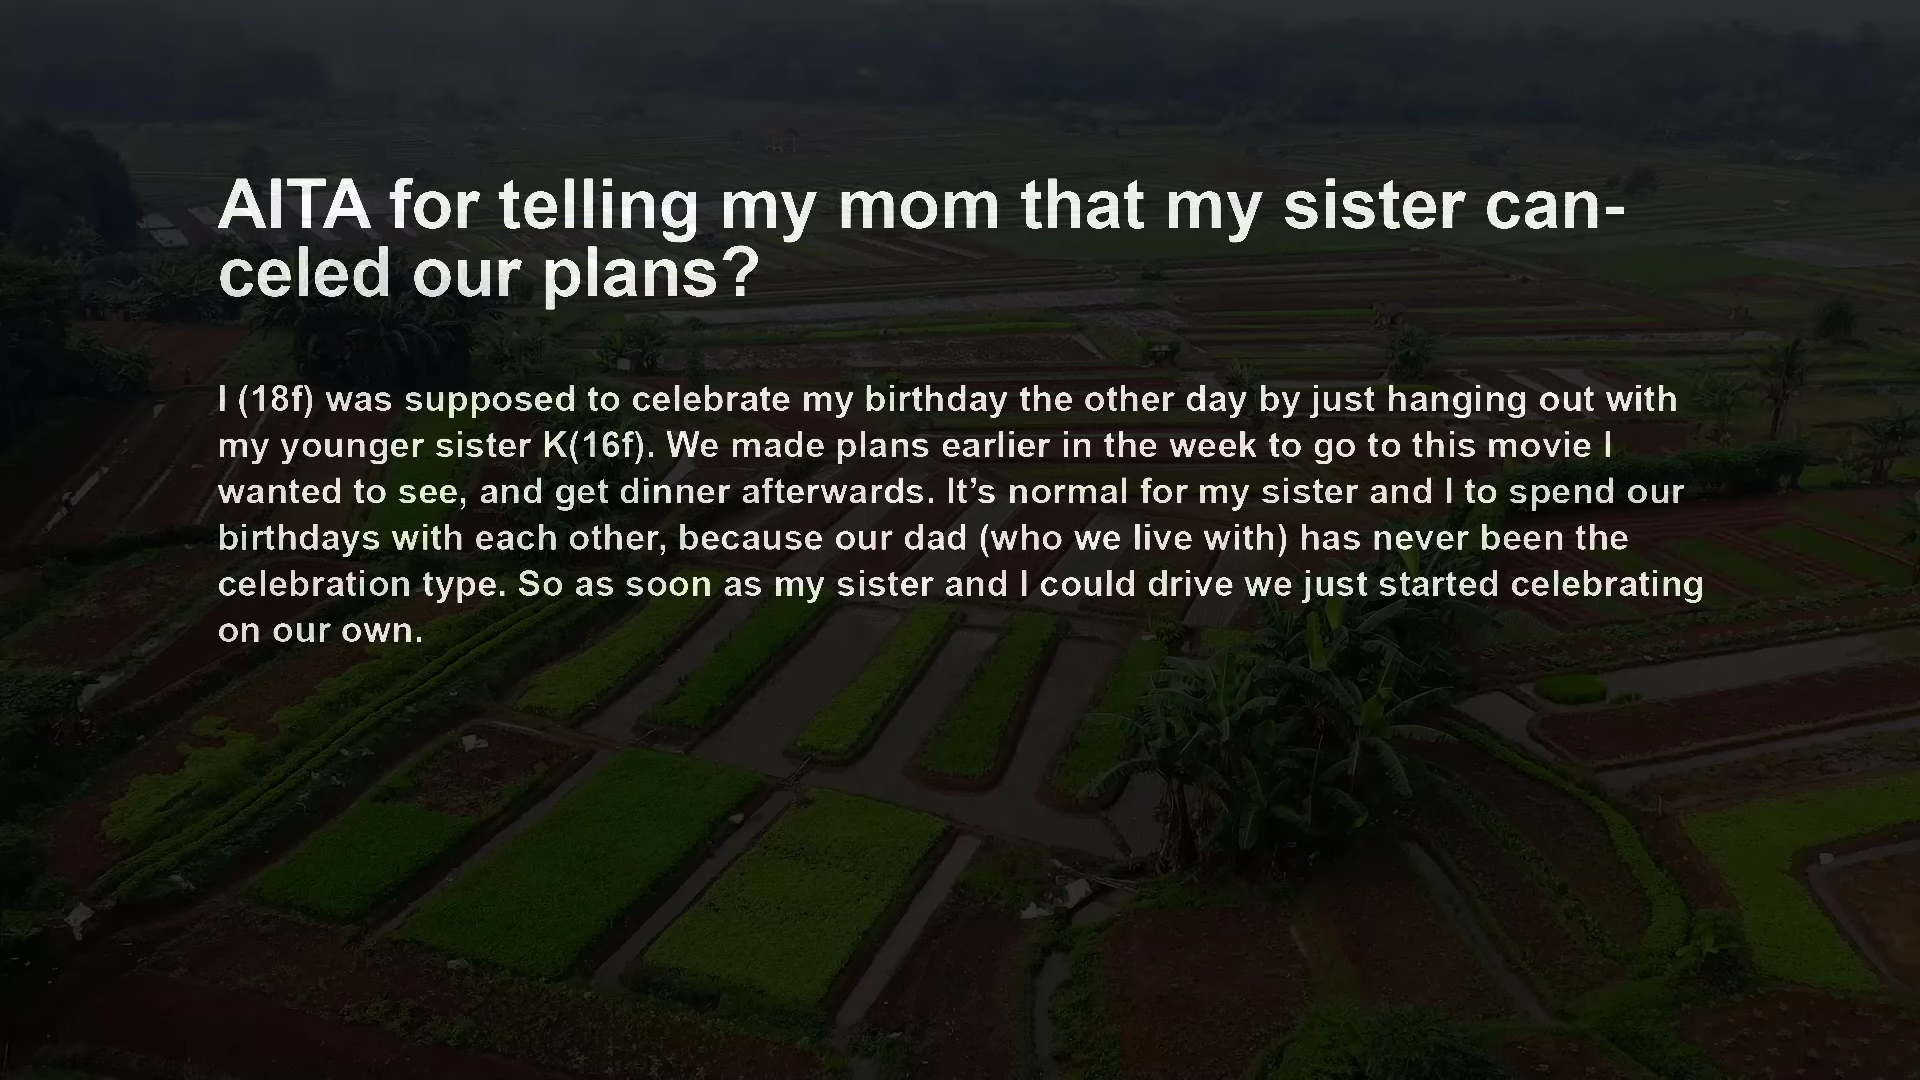 AITA for telling my mom that my sister can-
celed our plans?
I (18f) was supposed to celebrate my birthday the other day by just hanging out with
my younger sister K(16f). We made plans earlier in the week to go to this movie I
wanted to see, and get dinner afterwards. It’s normal for my sister and I to spend our
birthdays with each other, because our dad (who we live with) has never been the
celebration type. So as soon as my sister and I could drive we just started celebrating
on our own.